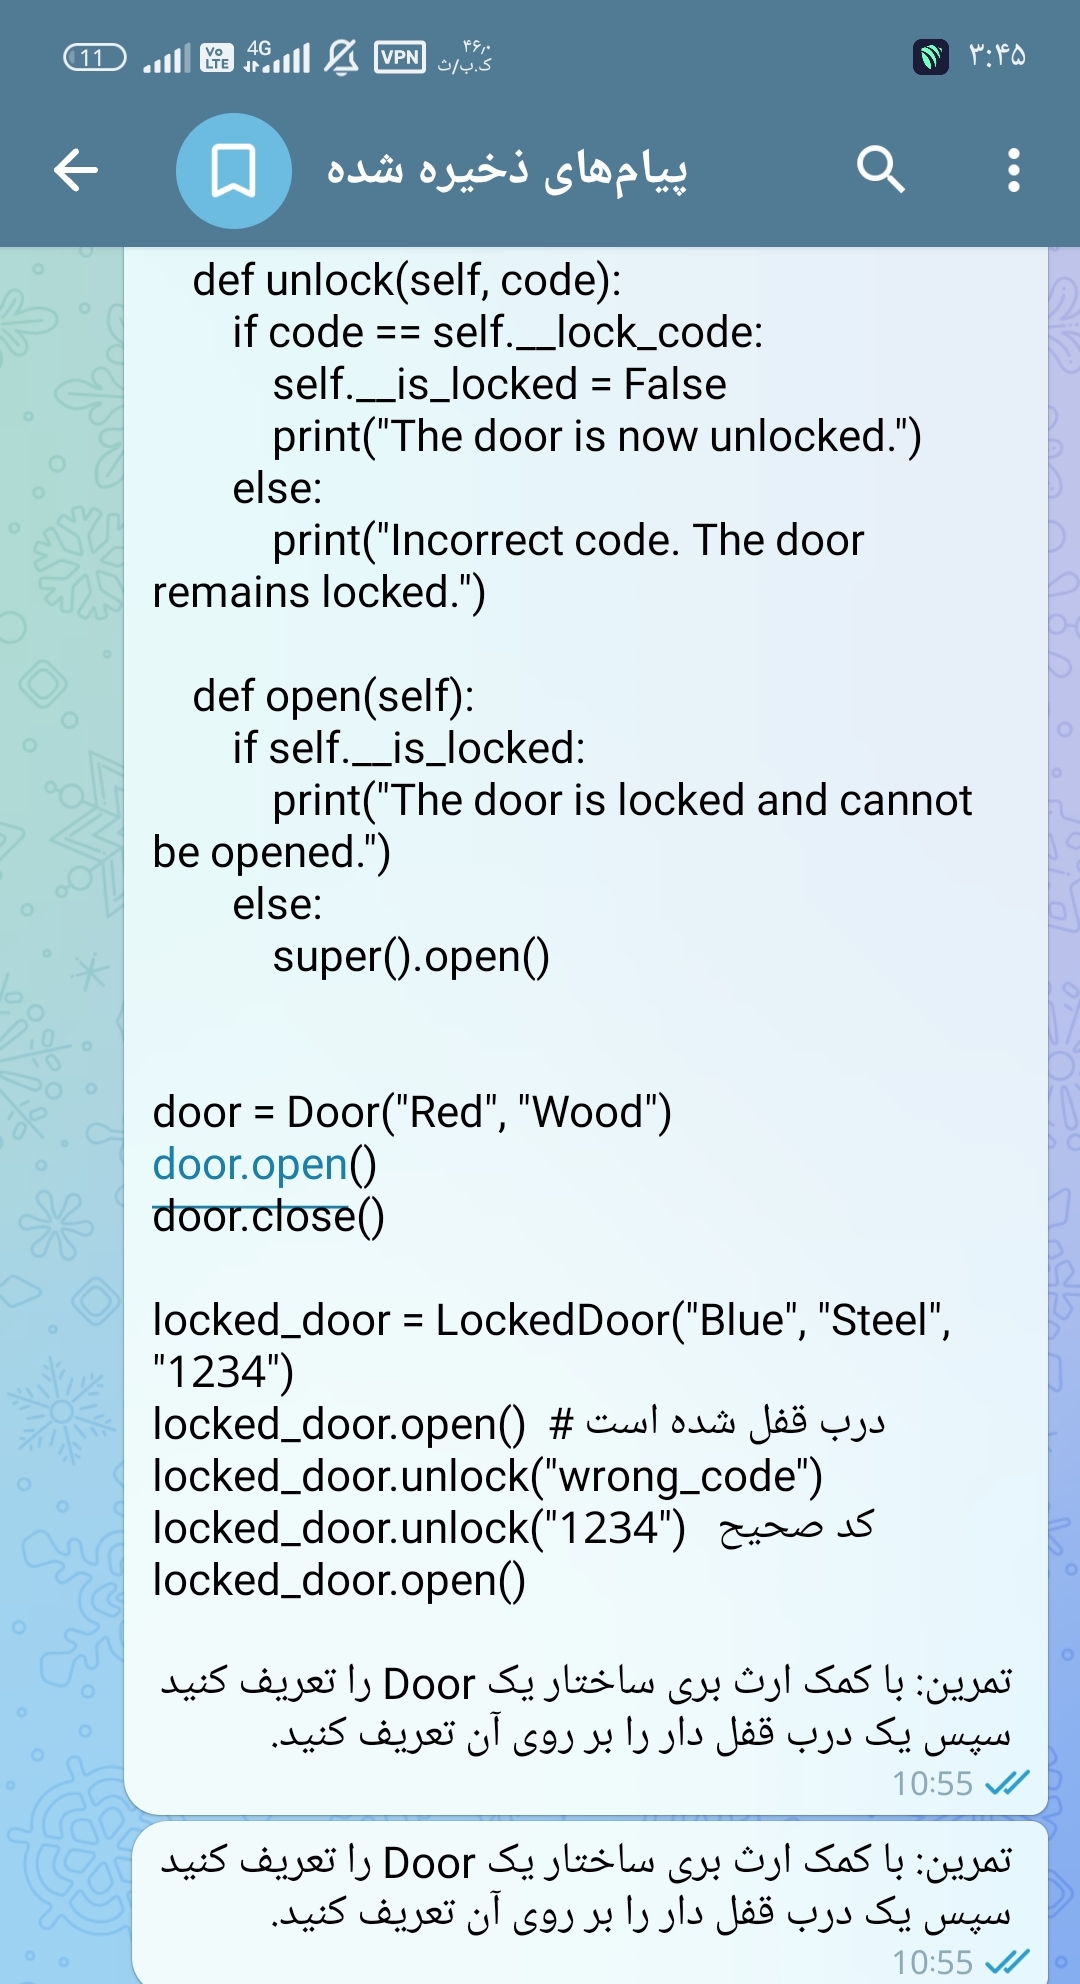 11 Vo LTE 4G VPN ۴۶٫۰ ک.ب/ث ۳:۴۵
پیام‌های ذخیره شده
def unlock(self, code):
if code == self.__lock_code:
self.__is_locked = False
print("The door is now unlocked.")
else:
print("Incorrect code. The door
remains locked.")
def open(self):
if self.__is_locked:
print("The door is locked and cannot
be opened.")
else:
super().open()
door = Door("Red", "Wood")
door.open()
door.close()
locked_door = LockedDoor("Blue", "Steel",
"1234")
locked_door.open()  # درب قفل شده است
locked_door.unlock("wrong_code")
locked_door.unlock("1234")   کد صحیح
locked_door.open()
تمرین: با کمک ارث بری ساختار یک Door را تعریف کنید
سپس یک درب قفل دار را بر روی آن تعریف کنید.
10:55
تمرین: با کمک ارث بری ساختار یک Door را تعریف کنید
سپس یک درب قفل دار را بر روی آن تعریف کنید.
10:55